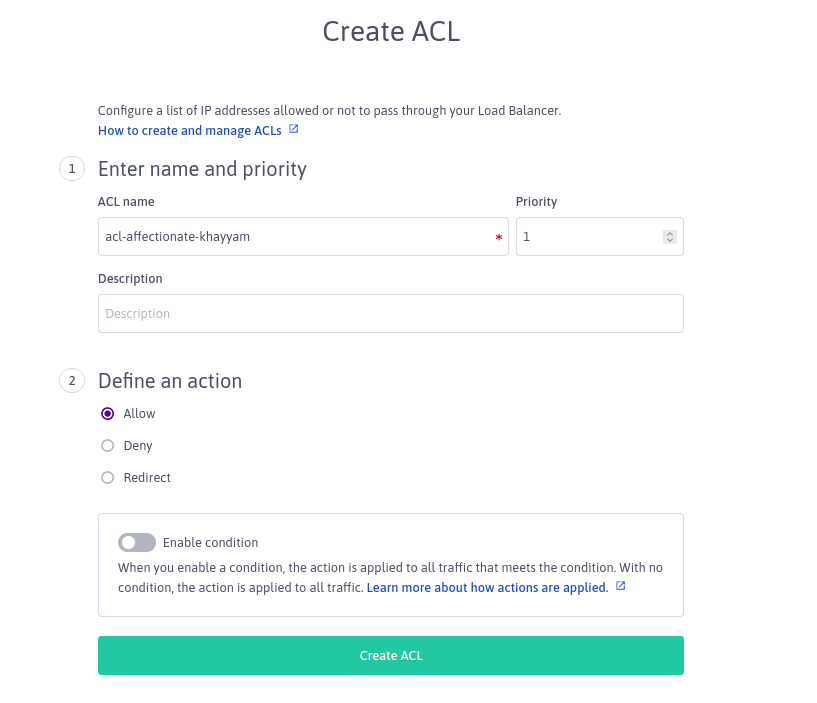 Create ACL
Configure a list of IP addresses allowed or not to pass through your Load Balancer.
How to create and manage ACLs
1 Enter name and priority
ACL name
Priority
acl-affectionate-khayyam *
1
Description
Description
2 Define an action
Allow
Deny
Redirect
Enable condition
When you enable a condition, the action is applied to all traffic that meets the condition. With no
condition, the action is applied to all traffic. Learn more about how actions are applied.
Create ACL